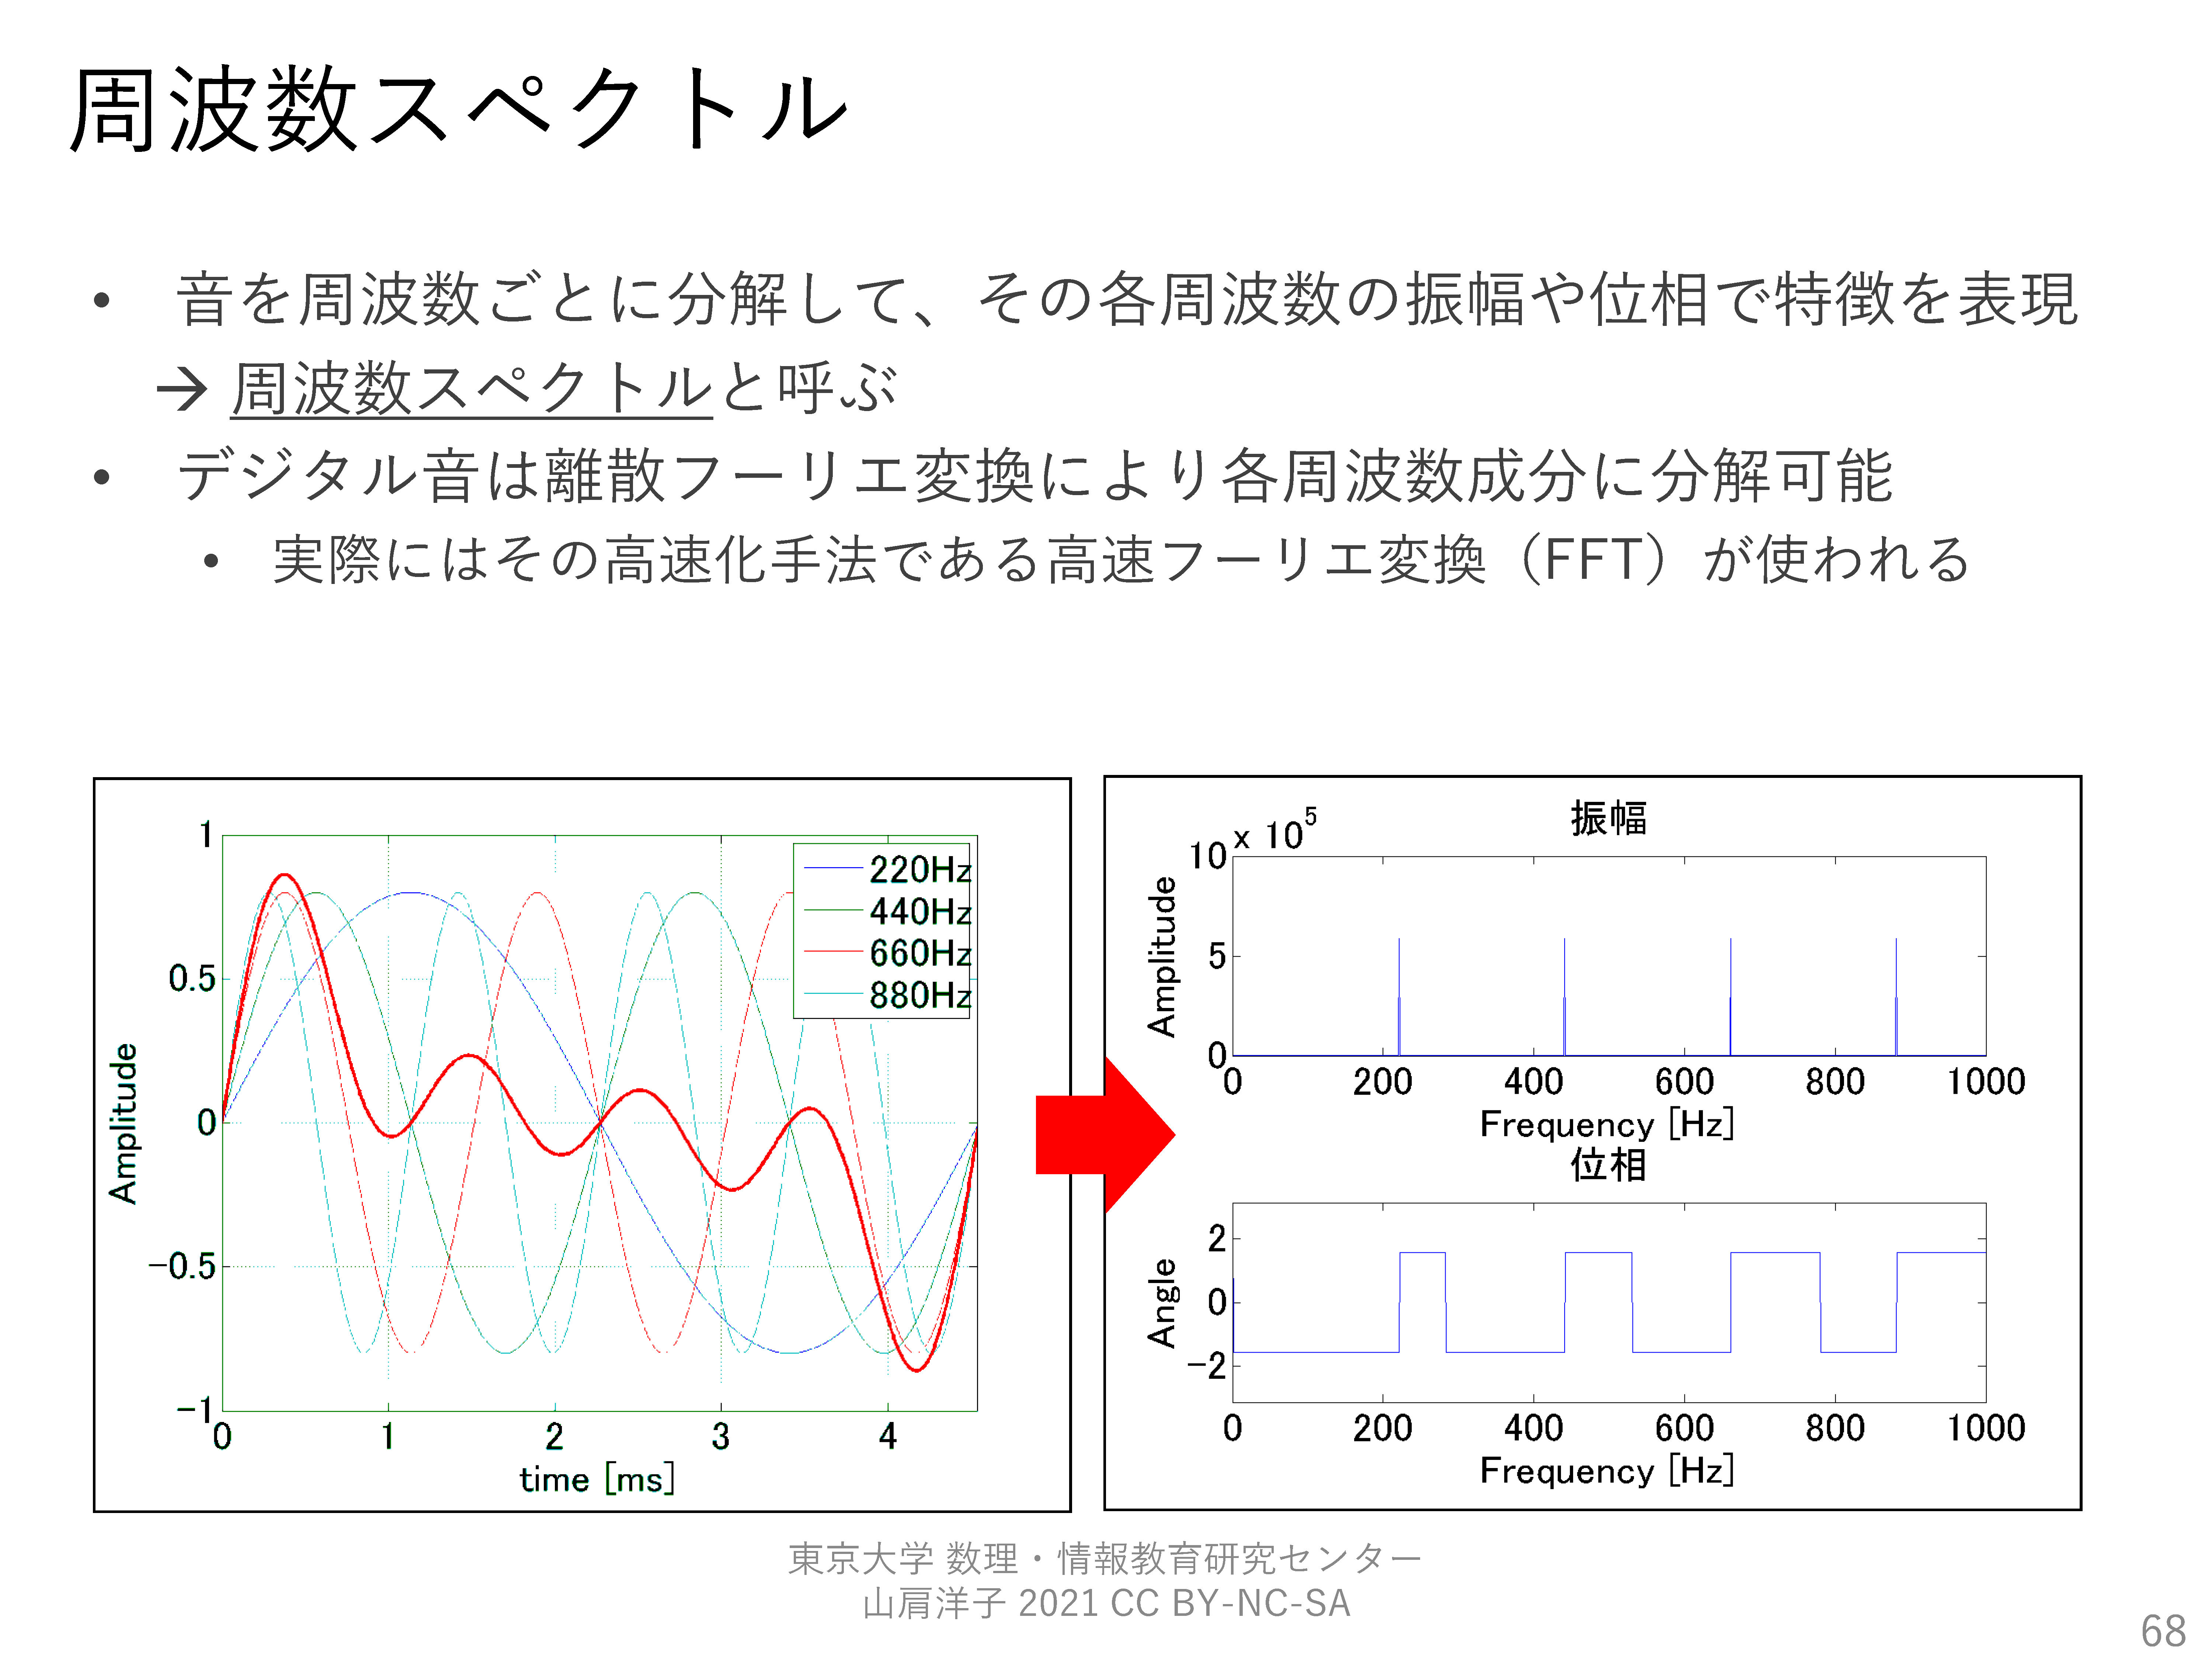 周波数スペクトル
• 音を周波数ごとに分解して、その各周波数の振幅や位相で特徴を表現
→ 周波数スペクトルと呼ぶ
• デジタル音は離散フーリエ変換により各周波数成分に分解可能
• 実際にはその高速化手法である高速フーリエ変換（FFT）が使われる
1
0.5
0
-0.5
-1
Amplitude
0 1 2 3 4
time [ms]
220Hz
440Hz
660Hz
880Hz
振幅
x 10^5
10
5
0
Amplitude
0 200 400 600 800 1000
Frequency [Hz]
位相
2
0
-2
Angle
0 200 400 600 800 1000
Frequency [Hz]
東京大学 数理・情報教育研究センター
山肩洋子 2021 CC BY-NC-SA
68